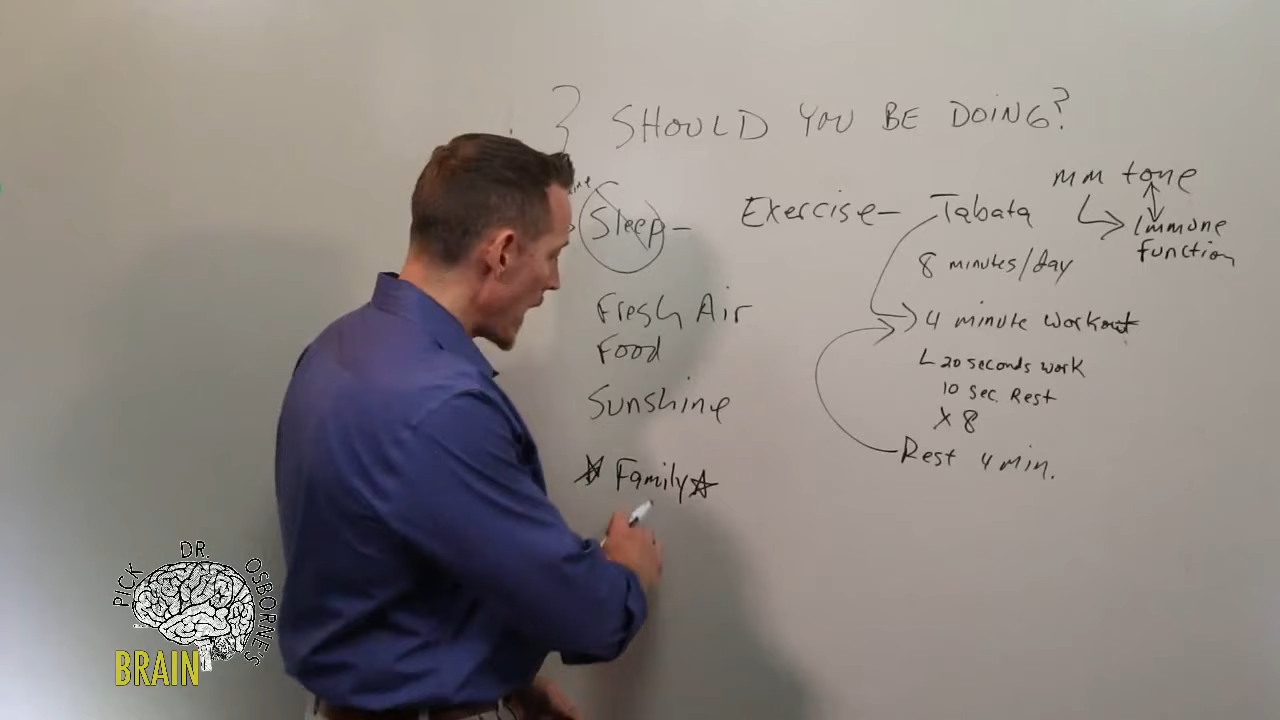 SHOULD YOU BE DOING?
Sleep -
Fresh Air
Food
Sunshine
☆ Family ☆
Exercise - Tabata
8 minutes/day
4 minute workout
20 seconds work
10 sec. Rest
X 8
Rest 4 min.
mm tone
Immune
function
PICK DR. OSBORNE'S
BRAIN